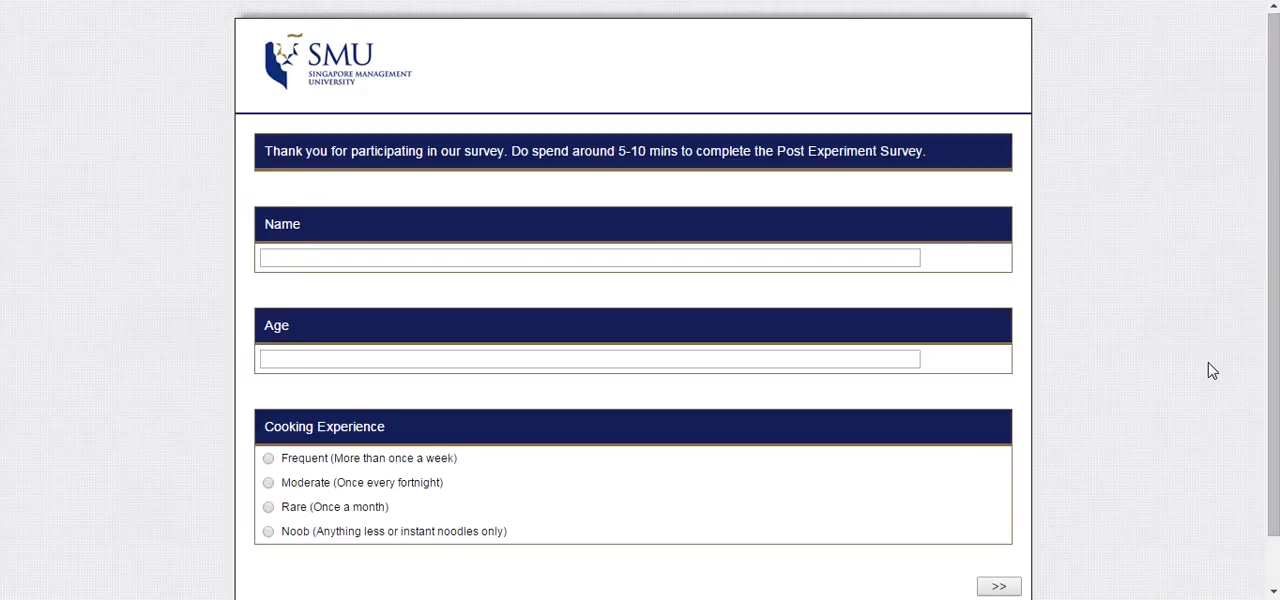 SMU
SINGAPORE MANAGEMENT
UNIVERSITY
Thank you for participating in our survey. Do spend around 5-10 mins to complete the Post Experiment Survey.
Name
Age
Cooking Experience
Frequent (More than once a week)
Moderate (Once every fortnight)
Rare (Once a month)
Noob (Anything less or instant noodles only)
>>